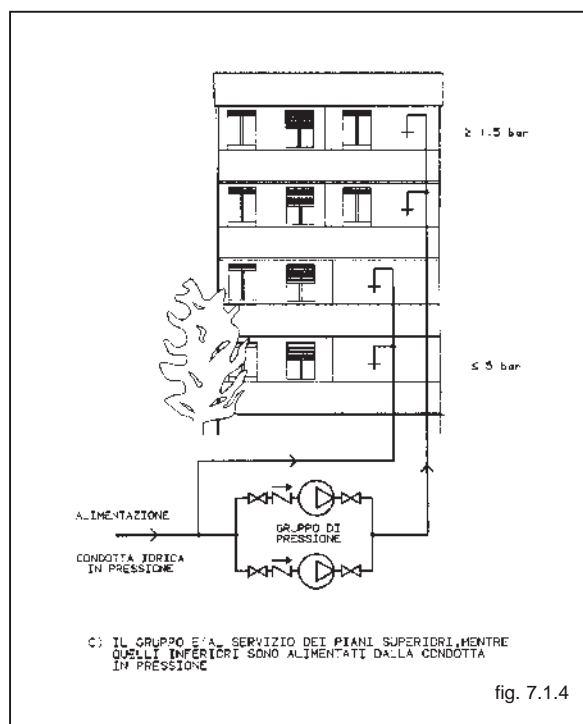 ≥ 1.5 bar
≤ 5 bar
ALIMENTAZIONE
CONDOTTA IDRICA
IN PRESSIONE
GRUPPO DI
PRESSIONE
C) IL GRUPPO E'AL SERVIZIO DEI PIANI SUPERIORI,MENTRE
QUELLI INFERIORI SONO ALIMENTATI DALLA CONDOTTA
IN PRESSIONE
fig. 7.1.4